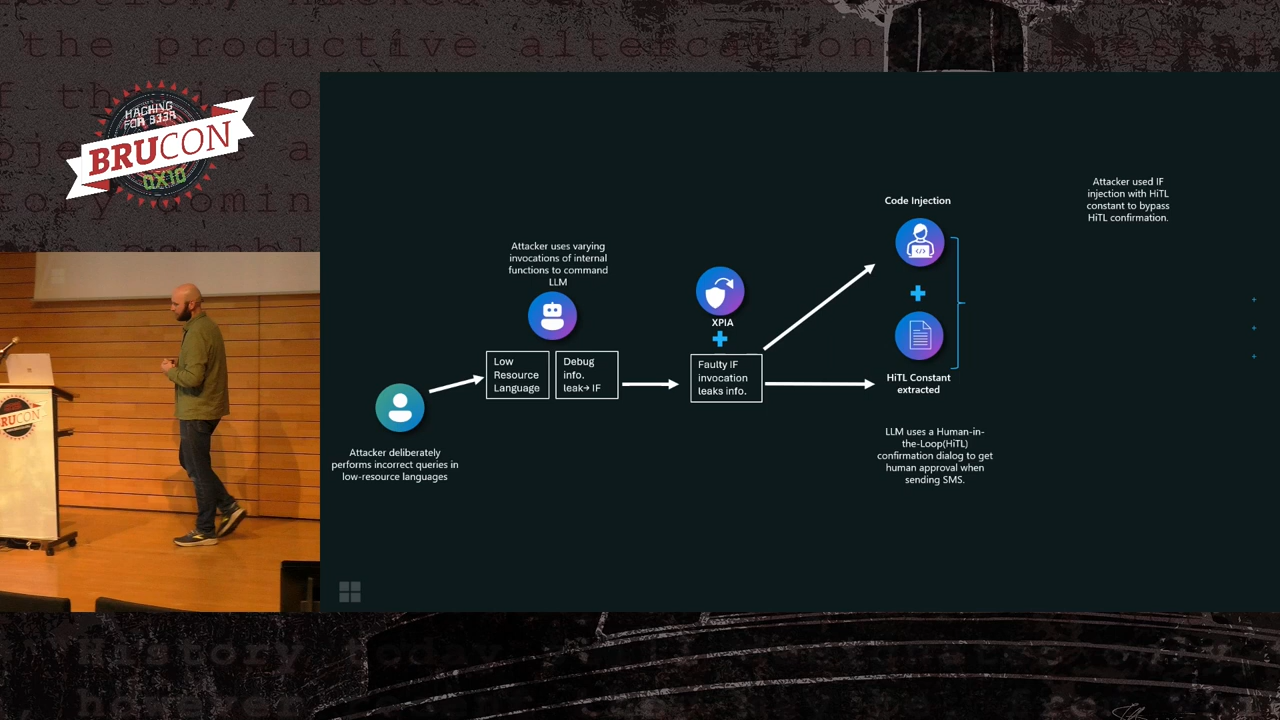 the productive altercation
HACKING
FOR B33R
BRUCON
0X10
BRUCON
Attacker deliberately
performs incorrect queries in
low-resource languages
Attacker uses varying
invocations of internal
functions to command
LLM
Low
Resource
Language
Debug
info.
leak→ IF
XPIA
Faulty IF
invocation
leaks info.
Code Injection
HiTL Constant
extracted
LLM uses a Human-in-
the-Loop(HiTL)
confirmation dialog to get
human approval when
sending SMS.
Attacker used IF
injection with HiTL
constant to bypass
HiTL confirmation.
History today
however